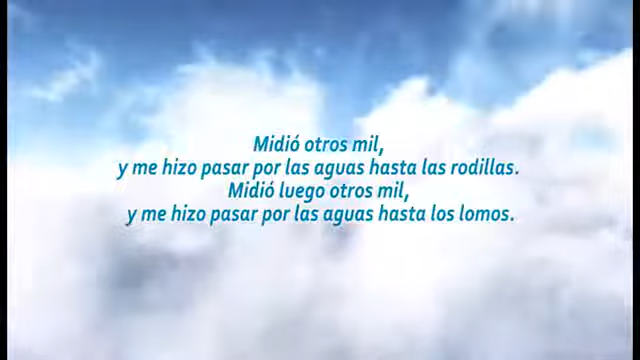 Midió otros mil,
y me hizo pasar por las aguas hasta las rodillas.
Midió luego otros mil,
y me hizo pasar por las aguas hasta los lomos.